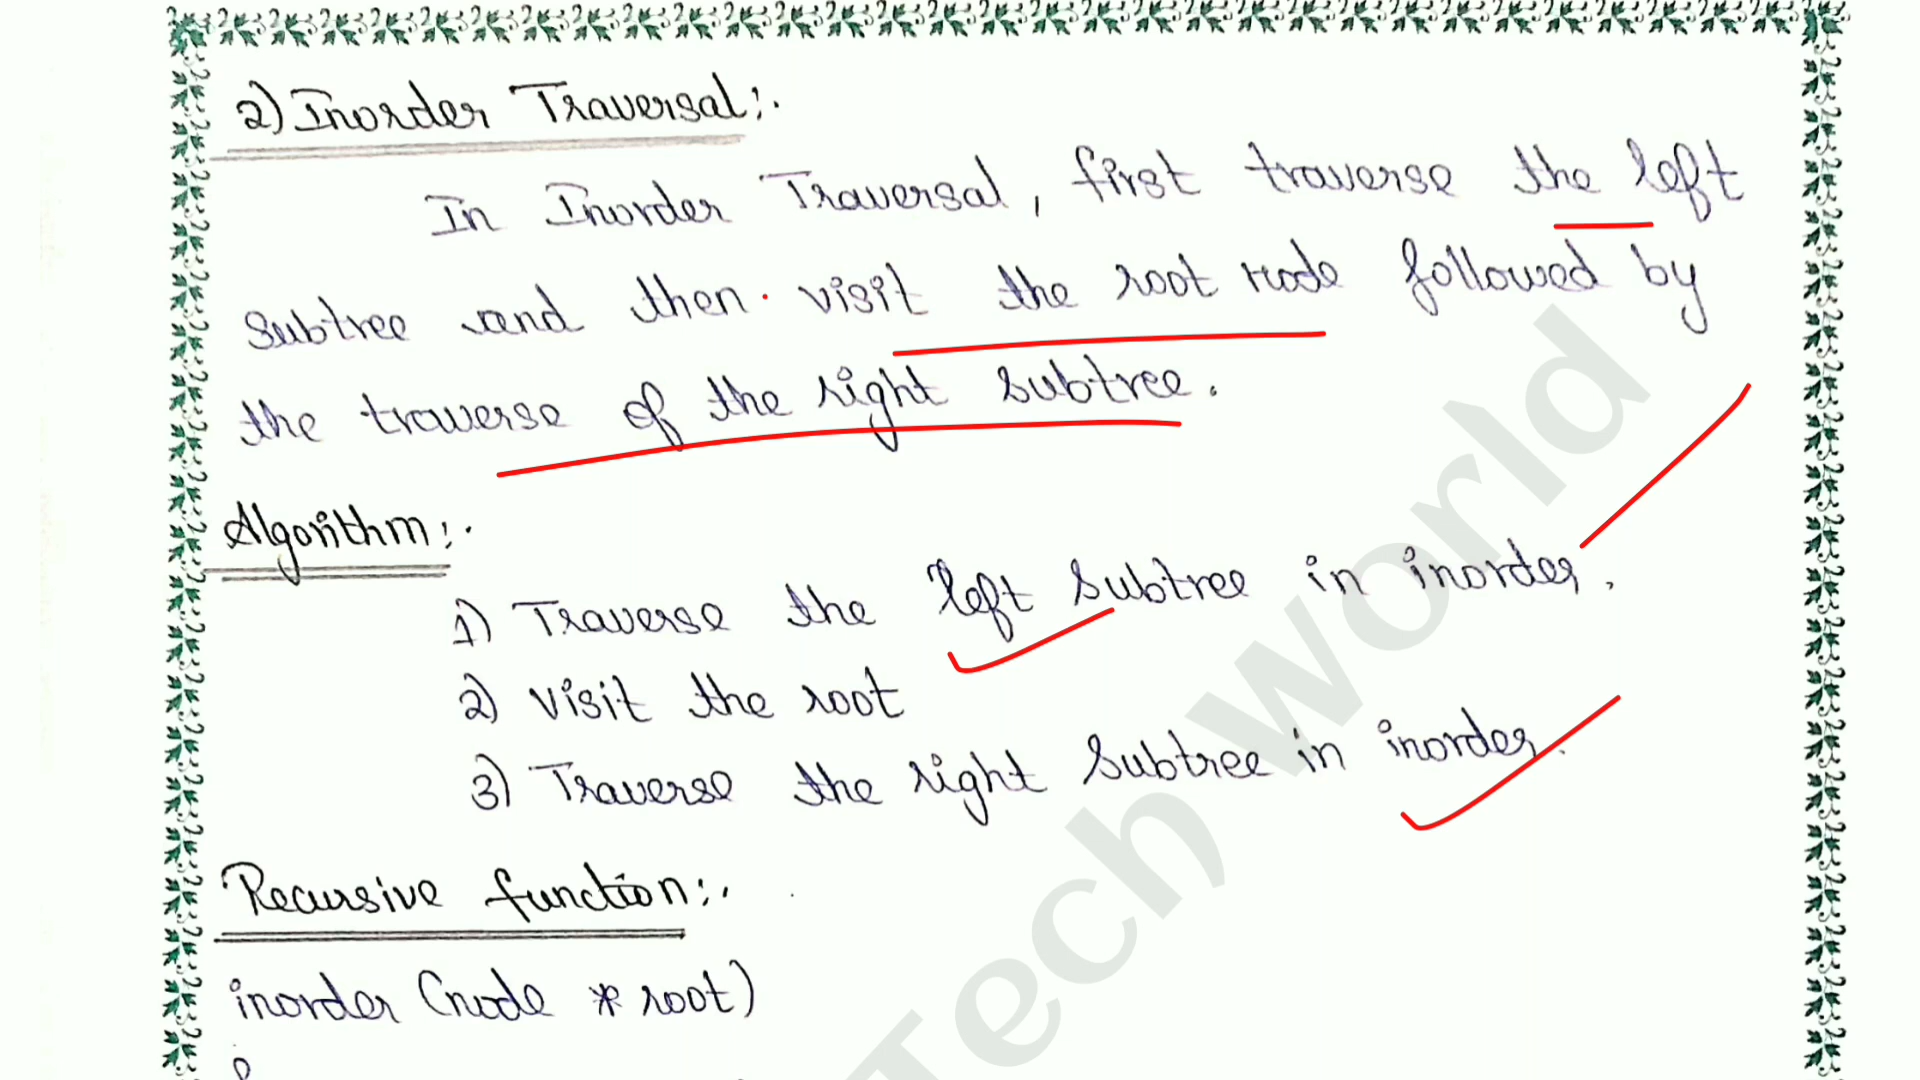 2) Inorder Traversal:.
In Inorder Traversal, first traverse the left
subtree and then visit the root node followed by
the traverse of the right subtree.
Algorithm:.
1) Traverse the left subtree in inorder.
2) Visit the root
3) Traverse the right subtree in inorder.
Recursive function:.
inorder (node * root)
{
Tech World